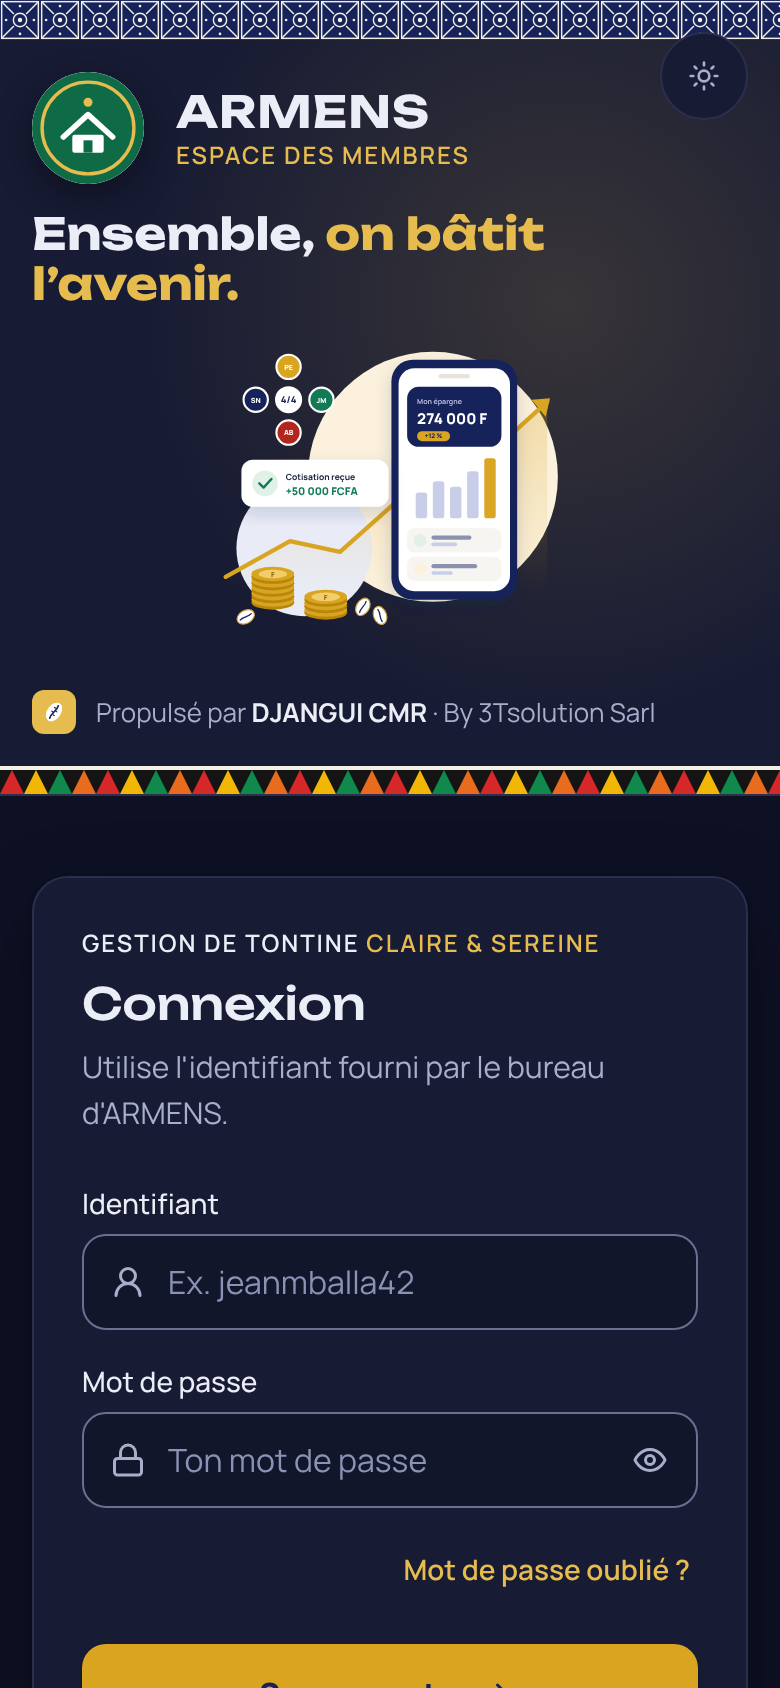 ARMENS
ESPACE DES MEMBRES
Ensemble, on bâtit
l’avenir.
PE
SN
4/4
JM
AB
Mon épargne
274 000 F
+12 %
Cotisation reçue
+50 000 FCFA
F
F
Propulsé par DJANGUI CMR · By 3Tsolution Sarl
GESTION DE TONTINE CLAIRE & SEREINE
Connexion
Utilise l'identifiant fourni par le bureau
d'ARMENS.
Identifiant
Ex. jeanmballa42
Mot de passe
Ton mot de passe
Mot de passe oublié ?